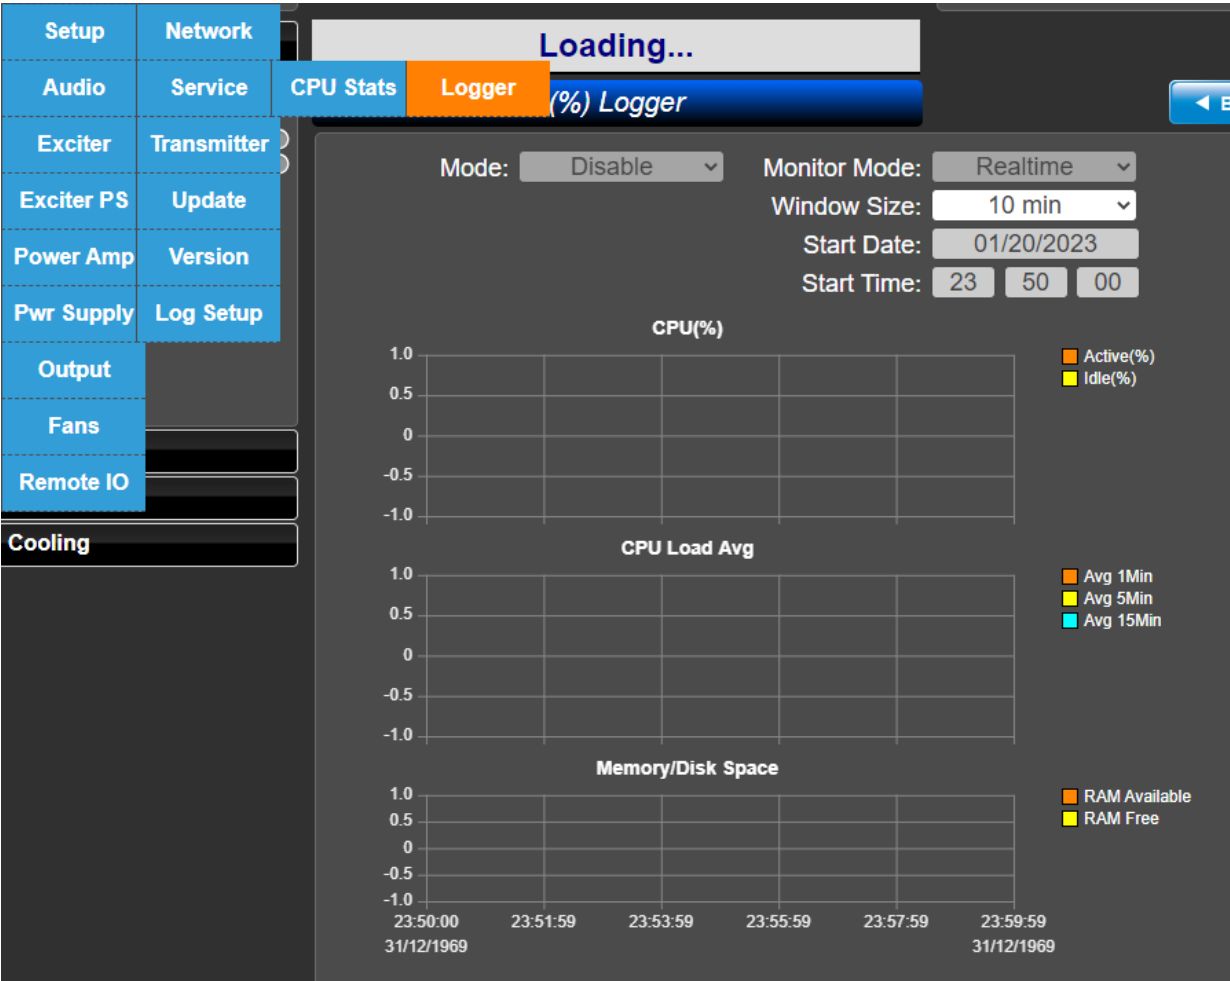 Setup Network
Loading...
Audio Service CPU Stats Logger
(%) Logger
Exciter Transmitter
Mode: Disable Monitor Mode: Realtime
Exciter PS Update
Window Size: 10 min
Power Amp Version
Start Date: 01/20/2023
Start Time: 23 50 00
Pwr Supply Log Setup
Output
Fans
Remote IO
Cooling
CPU(%)
1.0
0.5
0
-0.5
-1.0
Active(%)
Idle(%)
CPU Load Avg
1.0
0.5
0
-0.5
-1.0
Avg 1Min
Avg 5Min
Avg 15Min
Memory/Disk Space
1.0
0.5
0
-0.5
-1.0
RAM Available
RAM Free
23:50:00 23:51:59 23:53:59 23:55:59 23:57:59 23:59:59
31/12/1969 31/12/1969